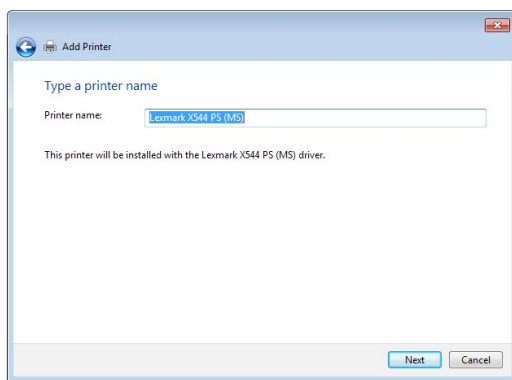 Add Printer
Type a printer name
Printer name: Lexmark X544 PS (MS)
This printer will be installed with the Lexmark X544 PS (MS) driver.
Next Cancel